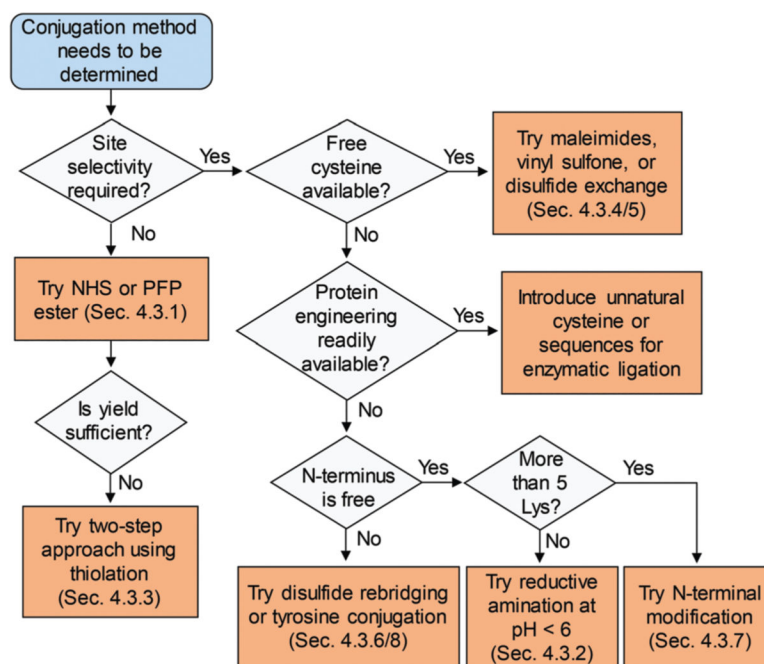 Conjugation method
needs to be
determined
Site
selectivity
required?
Yes
Free
cysteine
available?
Yes
Try maleimides,
vinyl sulfone, or
disulfide exchange
(Sec. 4.3.4/5)
No
No
Try NHS or PFP
ester (Sec. 4.3.1)
Protein
engineering
readily
available?
Yes
Introduce unnatural
cysteine or
sequences for
enzymatic ligation
Is yield
sufficient?
No
No
N-terminus
is free
Yes
More
than 5
Lys?
Yes
Try two-step
approach using
thiolation
(Sec. 4.3.3)
No
No
Try disulfide rebridging
or tyrosine conjugation
(Sec. 4.3.6/8)
Try reductive
amination at
pH < 6
(Sec. 4.3.2)
Try N-terminal
modification
(Sec. 4.3.7)